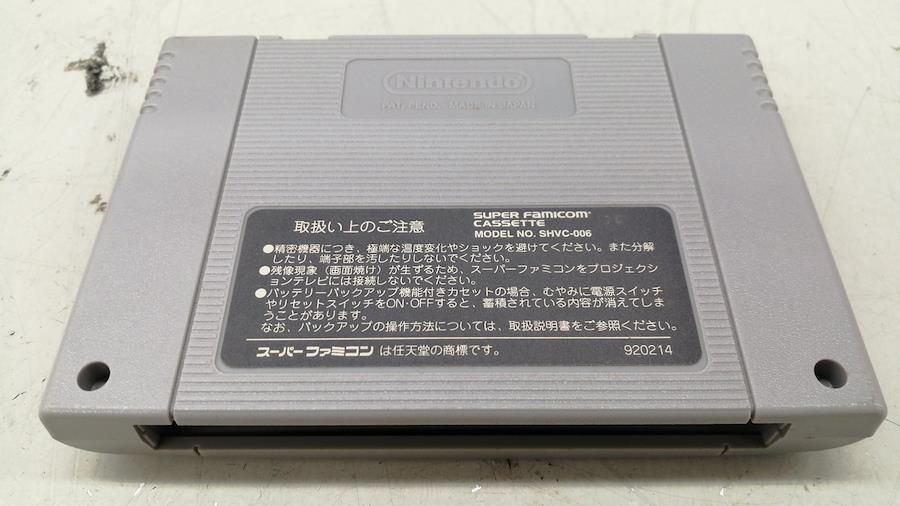 Nintendo
PAT. PEND. MADE IN JAPAN
取扱い上のご注意
SUPER FAMICOM
CASSETTE
MODEL NO. SHVC-006
●精密機器につき、極端な温度変化やショックを避けてください。また分解
したり、端子部を汚したりしないでください。
●残像現象（画面焼け）が生ずるため、スーパーファミコンをプロジェクシ
ョンテレビには接続しないでください。
●バッテリーバックアップ機能付きカセットの場合、むやみに電源スイッチ
やリセットスイッチをON・OFFすると、蓄積されている内容が消えてしま
うことがあります。
なお、バックアップの操作方法については、取扱説明書をご参照ください。
スーパーファミコン は任天堂の商標です。
920214